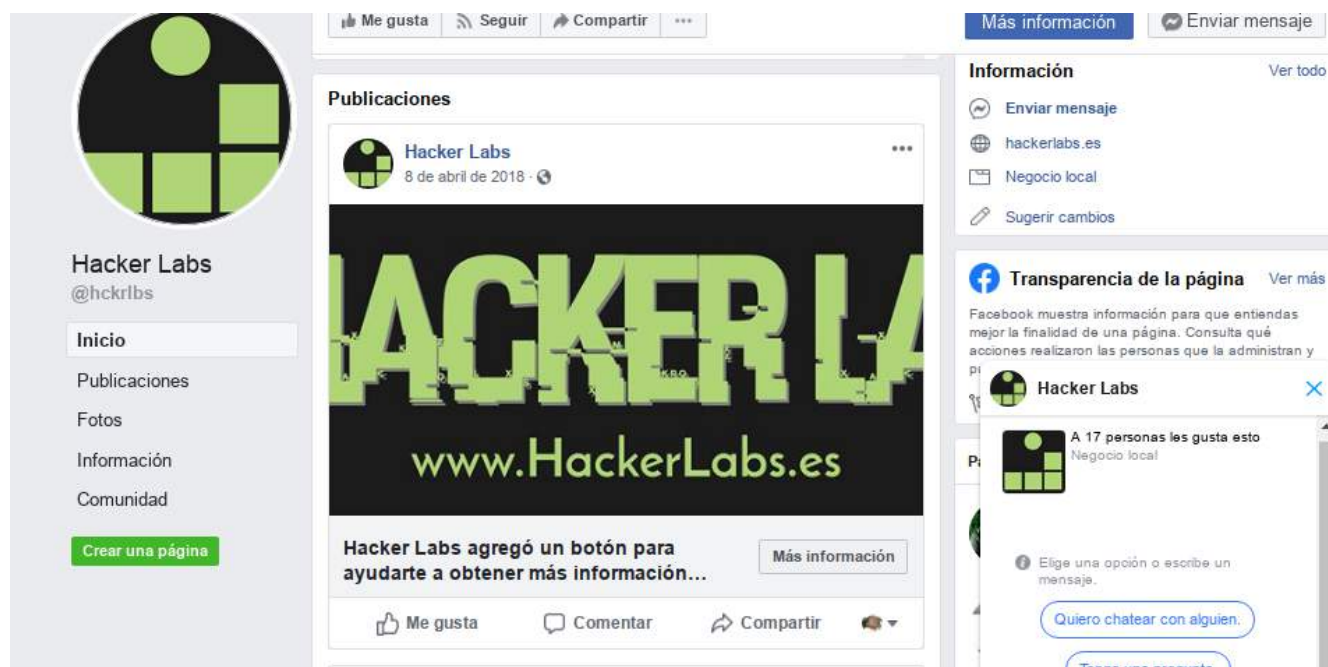 Me gusta
Seguir
Compartir
Más información
Enviar mensaje
Hacker Labs
@hckrlbs
Inicio
Publicaciones
Fotos
Información
Comunidad
Crear una página
Publicaciones
Hacker Labs
8 de abril de 2018
HACKER LA
www.HackerLabs.es
Hacker Labs agregó un botón para
ayudarte a obtener más información...
Más información
Me gusta
Comentar
Compartir
Información
Ver todo
Enviar mensaje
hackerlabs.es
Negocio local
Sugerir cambios
Transparencia de la página
Ver más
Facebook muestra información para que entiendas
mejor la finalidad de una página. Consulta qué
acciones realizaron las personas que la administran y
Hacker Labs
A 17 personas les gusta esto
Negocio local
Elige una opción o escribe un
mensaje.
Quiero chatear con alguien.